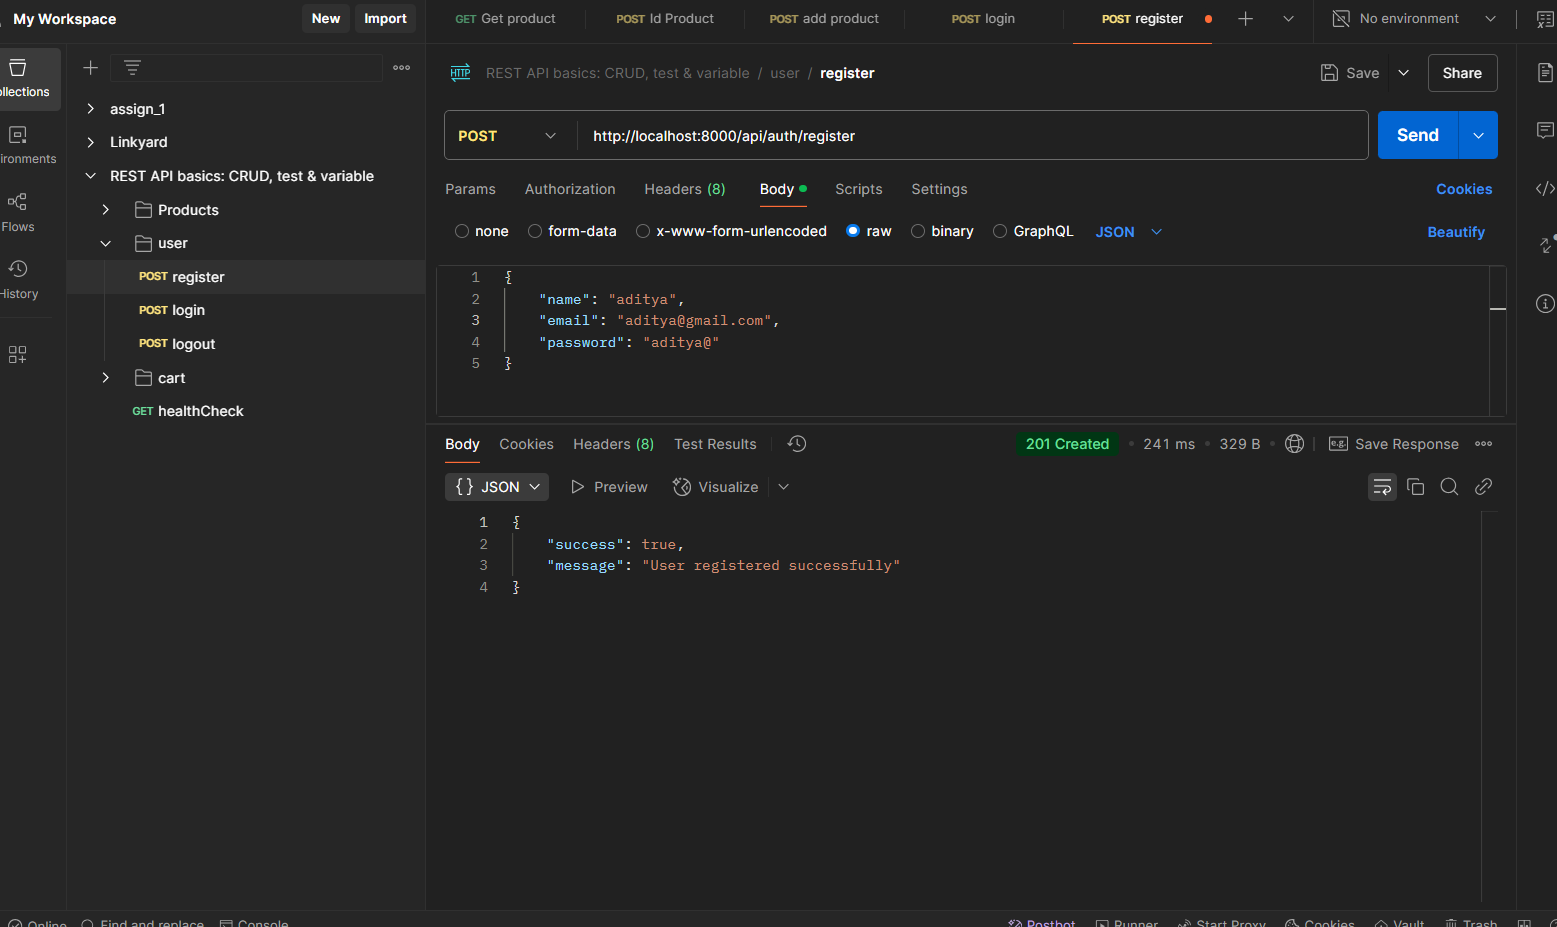 My Workspace New Import
GET Get product POST Id Product POST add product POST login POST register No environment
REST API basics: CRUD, test & variable / user / register Save Share
assign_1
Linkyard
REST API basics: CRUD, test & variable
Products
user
POST register
POST login
POST logout
cart
GET healthCheck
Flows
History
POST http://localhost:8000/api/auth/register Send
Params Authorization Headers (8) Body Scripts Settings Cookies
none form-data x-www-form-urlencoded raw binary GraphQL JSON Beautify
1 {
2 "name": "aditya",
3 "email": "aditya@gmail.com",
4 "password": "aditya@"
5 }
Body Cookies Headers (8) Test Results 201 Created • 241 ms • 329 B • e.g. Save Response
{} JSON Preview Visualize
1 {
2 "success": true,
3 "message": "User registered successfully"
4 }
Online Find and replace Console Postbot Runner Start Proxy Cookies Vault Trash